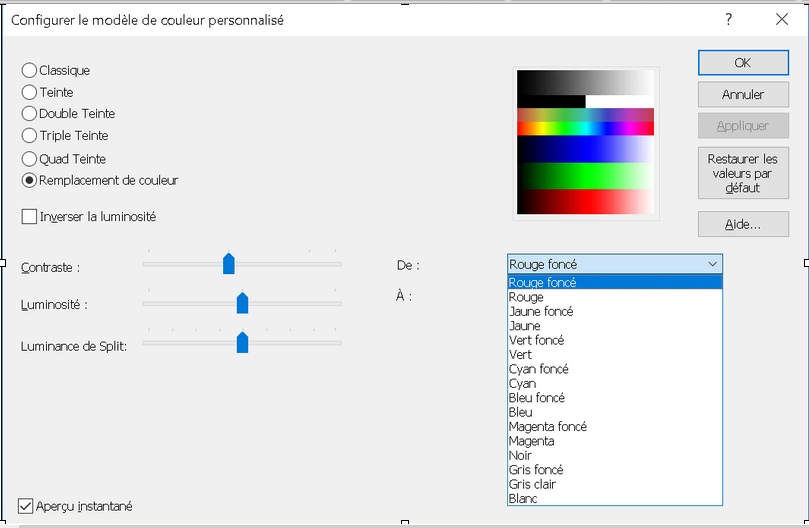 Configurer le modèle de couleur personnalisé
?
Classique
Teinte
Double Teinte
Triple Teinte
Quad Teinte
Remplacement de couleur
Inverser la luminosité
OK
Annuler
Appliquer
Restaurer les
valeurs par
défaut
Aide...
Contraste :
Luminosité :
Luminance de Split:
De :
Rouge foncé
À :
Rouge foncé
Rouge
Jaune foncé
Jaune
Vert foncé
Vert
Cyan foncé
Cyan
Bleu foncé
Bleu
Magenta foncé
Magenta
Noir
Gris foncé
Gris clair
Blanc
Aperçu instantané